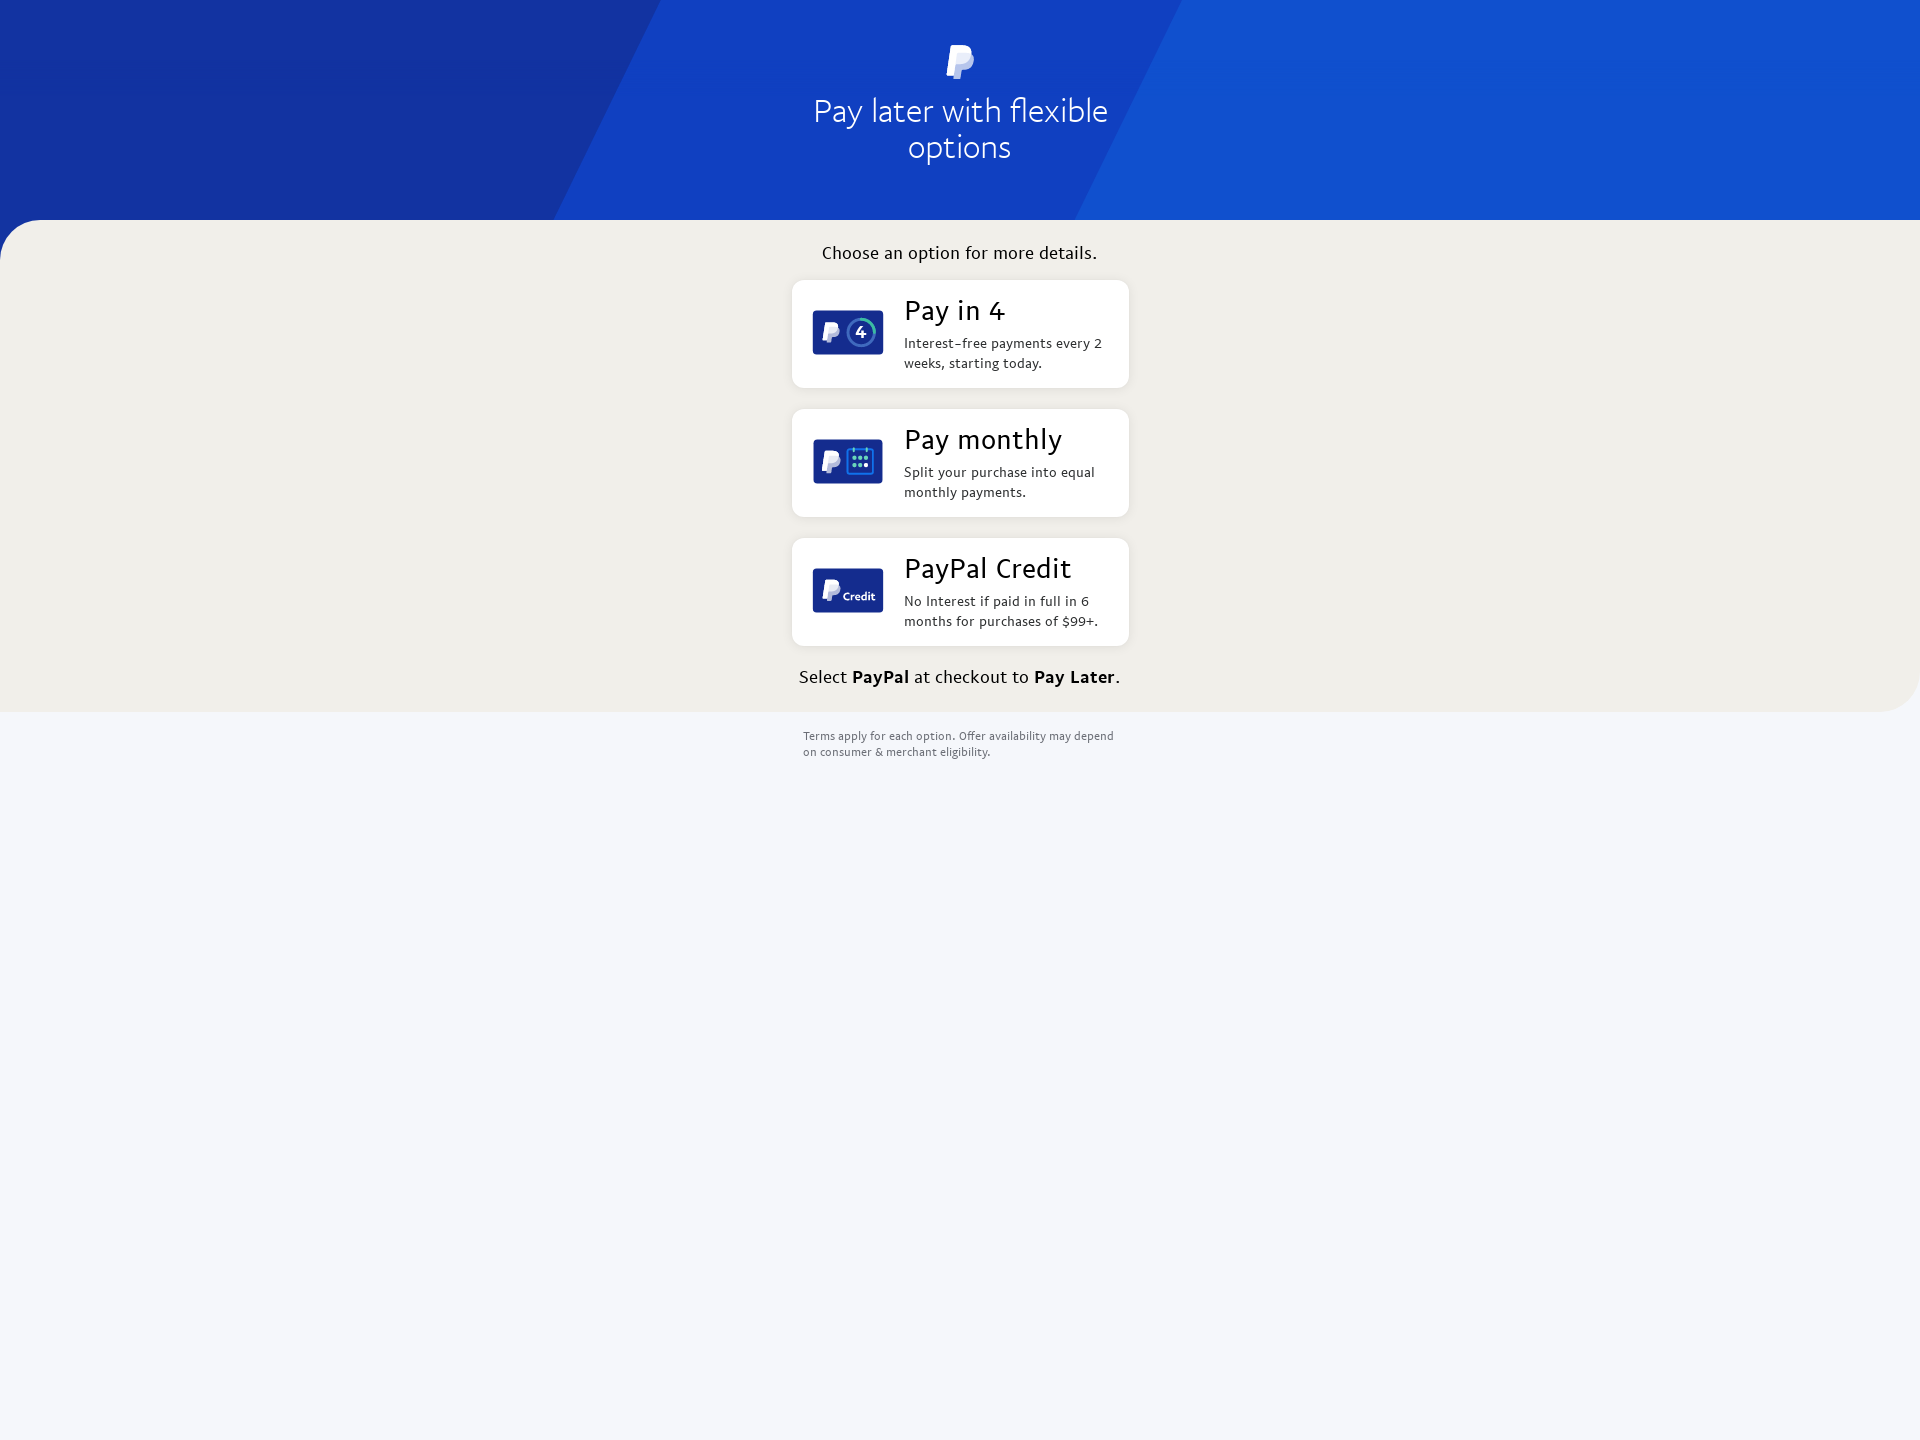 Pay later with flexible
options
Choose an option for more details.
4
Pay in 4
Interest-free payments every 2
weeks, starting today.
Pay monthly
Split your purchase into equal
monthly payments.
Credit
PayPal Credit
No Interest if paid in full in 6
months for purchases of $99+.
Select PayPal at checkout to Pay Later.
Terms apply for each option. Offer availability may depend
on consumer & merchant eligibility.